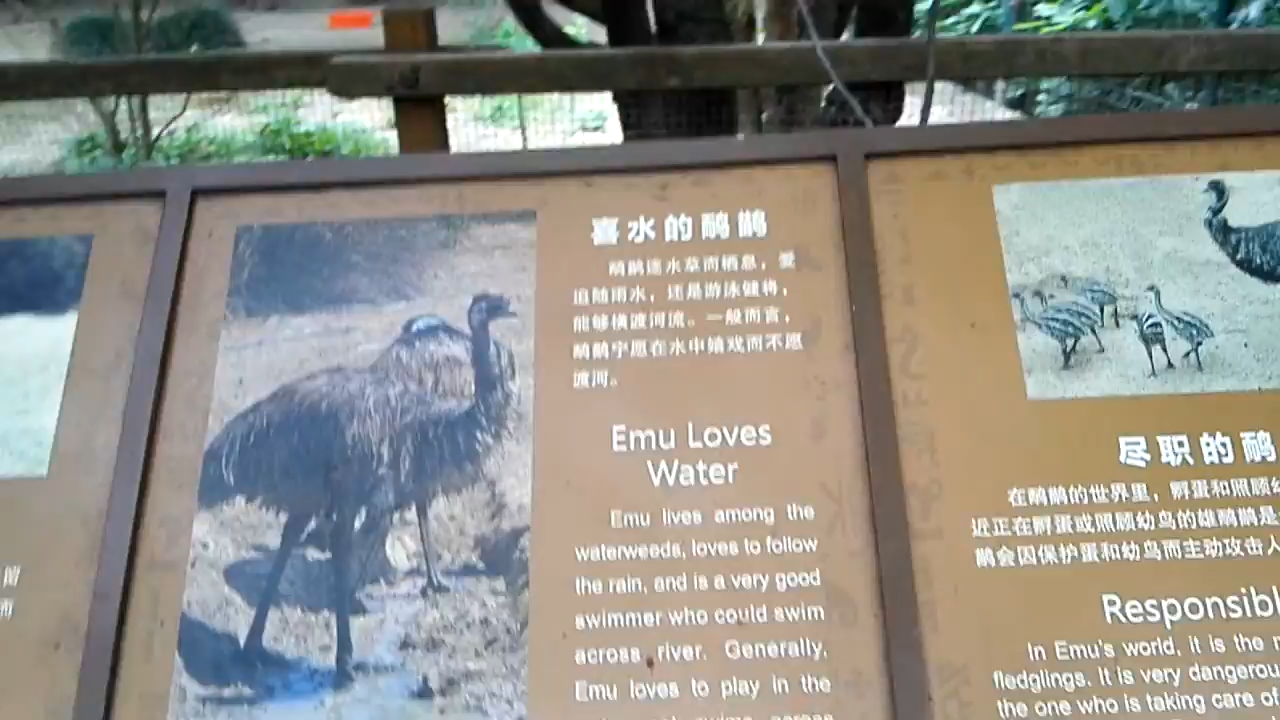 喜水的鸸鹋
鸸鹋逐水草而栖息，爱
追随雨水，还是游泳健将，
能够横渡河流。一般而言，
鸸鹋宁愿在水中嬉戏而不愿
渡河。
Emu Loves
Water
Emu lives among the
waterweeds, loves to follow
the rain, and is a very good
swimmer who could swim
across river. Generally,
Emu loves to play in the
swims across
尽职的鸸
在鸸鹋的世界里，孵蛋和照顾
近正在孵蛋或照顾幼鸟的雄鸸鹋是
鹋会因保护蛋和幼鸟而主动攻击人
Responsibl
In Emu's world, it is the
fledglings. It is very dangerou
the one who is taking care of